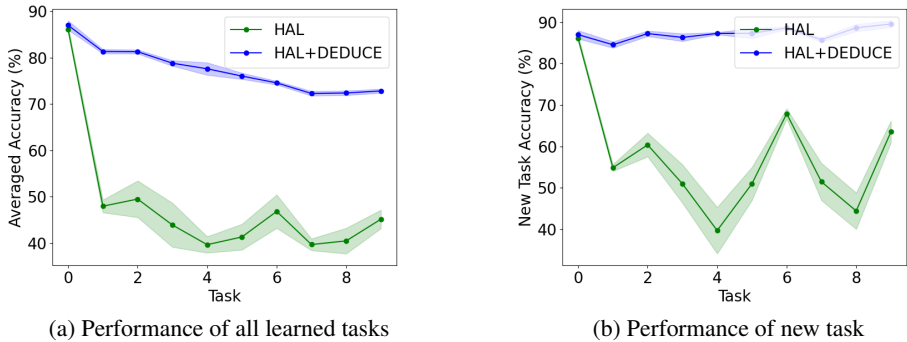 90
80
70
60
50
40
Averaged Accuracy (%)
HAL
HAL+DEDUCE
0 2 4 6 8
Task
(a) Performance of all learned tasks
90
80
70
60
50
40
New Task Accuracy (%)
HAL
HAL+DEDUCE
0 2 4 6 8
Task
(b) Performance of new task